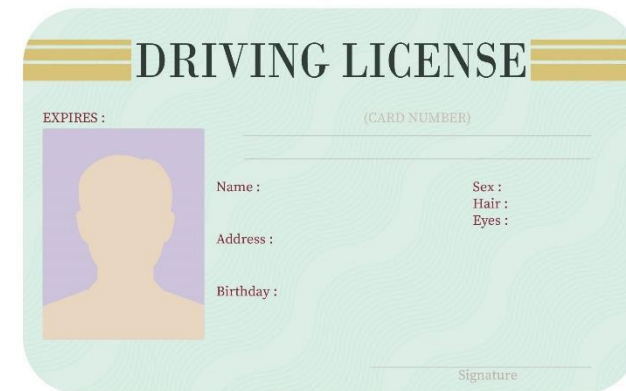 DRIVING LICENSE
EXPIRES :
(CARD NUMBER)
Name :
Sex :
Hair :
Eyes :
Address :
Birthday :
Signature